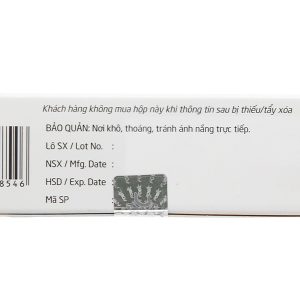 Khách hàng không mua hộp này khi thông tin sau bị thiếu/tẩy xóa
BẢO QUẢN: Nơi khô, thoáng, tránh ánh nắng trực tiếp.
Lô SX / Lot No. :
NSX / Mfg. Date :
HSD / Exp. Date
Mã SP
8546